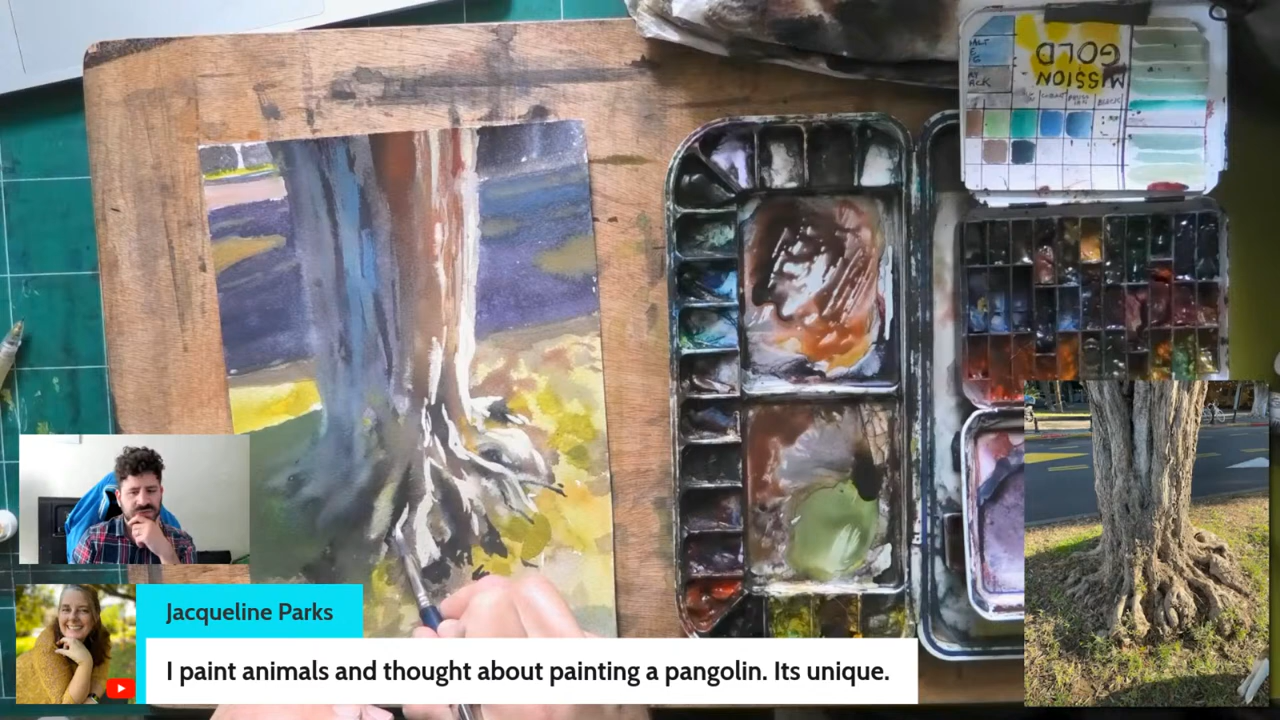 MISSION
GOLD
Jacqueline Parks
I paint animals and thought about painting a pangolin. Its unique.